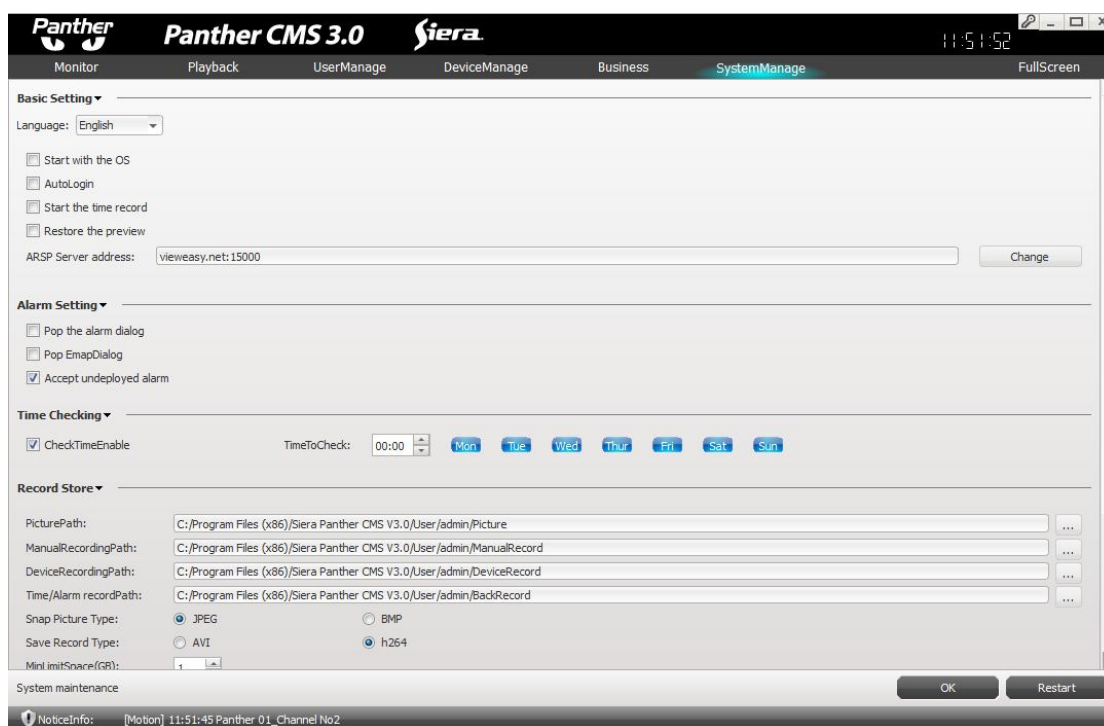 Panther Panther CMS 3.0 Siera 11:51:52
Monitor Playback UserManage DeviceManage Business SystemManage FullScreen
Basic Setting
Language: English
Start with the OS
AutoLogin
Start the time record
Restore the preview
ARSP Server address: vieweasy.net:15000 Change
Alarm Setting
Pop the alarm dialog
Pop EmapDialog
Accept undeployed alarm
Time Checking
CheckTimeEnable TimeToCheck: 00:00 Mon Tue Wed Thur Fri Sat Sun
Record Store
PicturePath: C:/Program Files (x86)/Siera Panther CMS V3.0/User/admin/Picture ...
ManualRecordingPath: C:/Program Files (x86)/Siera Panther CMS V3.0/User/admin/ManualRecord ...
DeviceRecordingPath: C:/Program Files (x86)/Siera Panther CMS V3.0/User/admin/DeviceRecord ...
Time/Alarm recordPath: C:/Program Files (x86)/Siera Panther CMS V3.0/User/admin/BackRecord ...
Snap Picture Type: JPEG BMP
Save Record Type: AVI h264
MinLimitSpace(GB): 1
System maintenance OK Restart
NoticeInfo: [Motion] 11:51:45 Panther 01_Channel No2